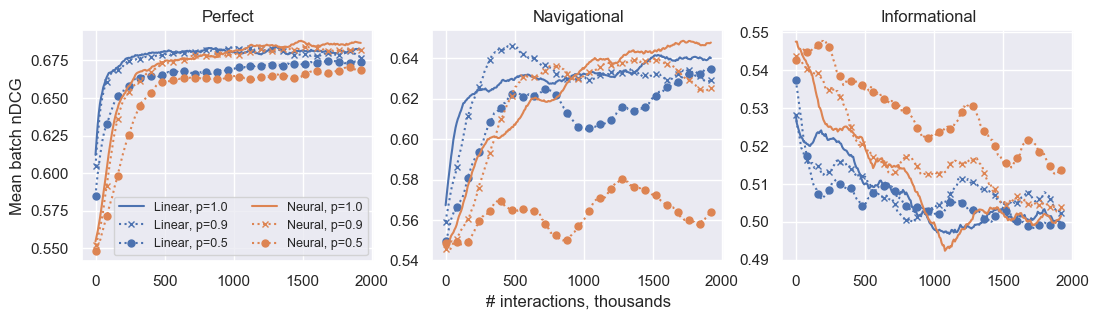 Perfect
Navigational
Informational
Mean batch nDCG
0.675
0.650
0.625
0.600
0.575
0.550
0 500 1000 1500 2000
Linear, p=1.0
Linear, p=0.9
Linear, p=0.5
Neural, p=1.0
Neural, p=0.9
Neural, p=0.5
0.64
0.62
0.60
0.58
0.56
0.54
0 500 1000 1500 2000
# interactions, thousands
0.55
0.54
0.53
0.52
0.51
0.50
0.49
0 500 1000 1500 2000